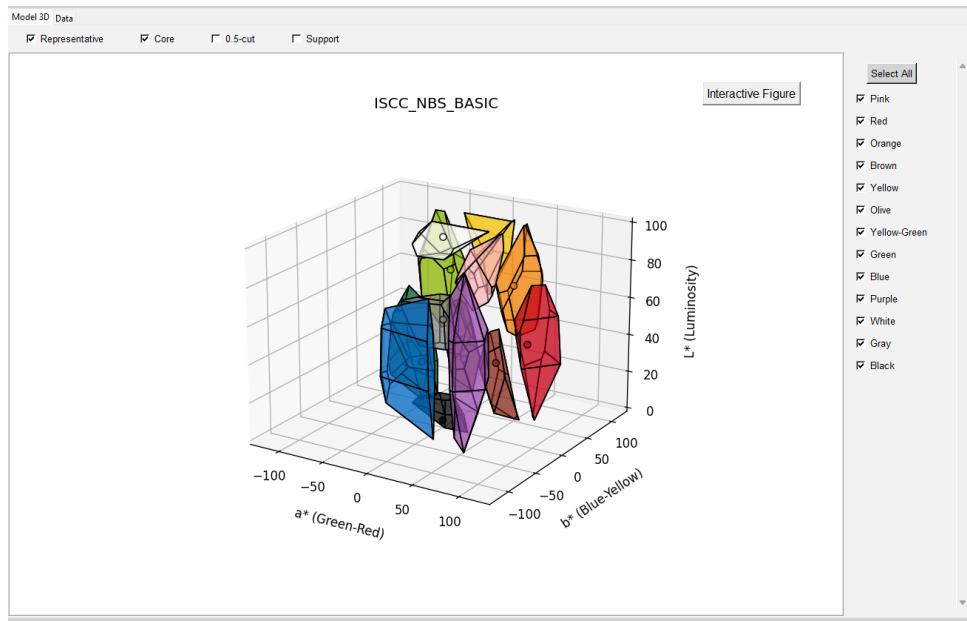 Model 3D Data
Representative Core 0.5-cut Support
Select All
Interactive Figure
ISCC_NBS_BASIC
Pink
Red
Orange
Brown
Yellow
Olive
Yellow-Green
Green
Blue
Purple
White
Gray
Black
100
80
60
40
20
0
L* (Luminosity)
−100
−50
0
50
100
a* (Green-Red)
−100
−50
0
50
100
b* (Blue-Yellow)